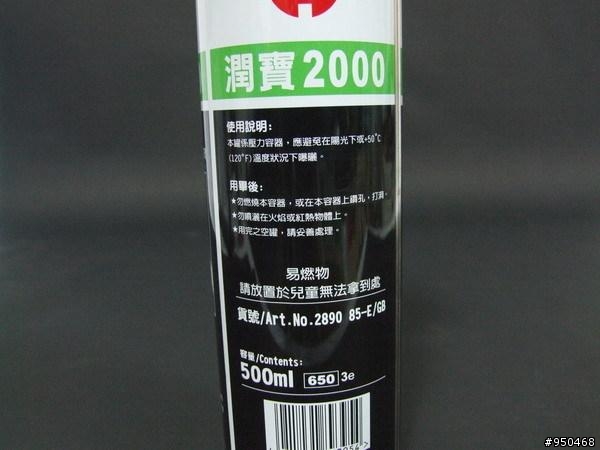 潤寶2000
使用說明:
本罐係壓力容器，應避免在陽光下或+50°C
(120°F)溫度狀況下曝曬。
用畢後:
★勿燃燒本容器，或在本容器上鑽孔，打洞。
★勿噴灑在火焰或紅熱物體上。
★用完之空罐，請妥善處理。
易燃物
請放置於兒童無法拿到處
貨號/Art.No.2890 85-E/GB
容量/Contents:
500ml 650 3e
#950468